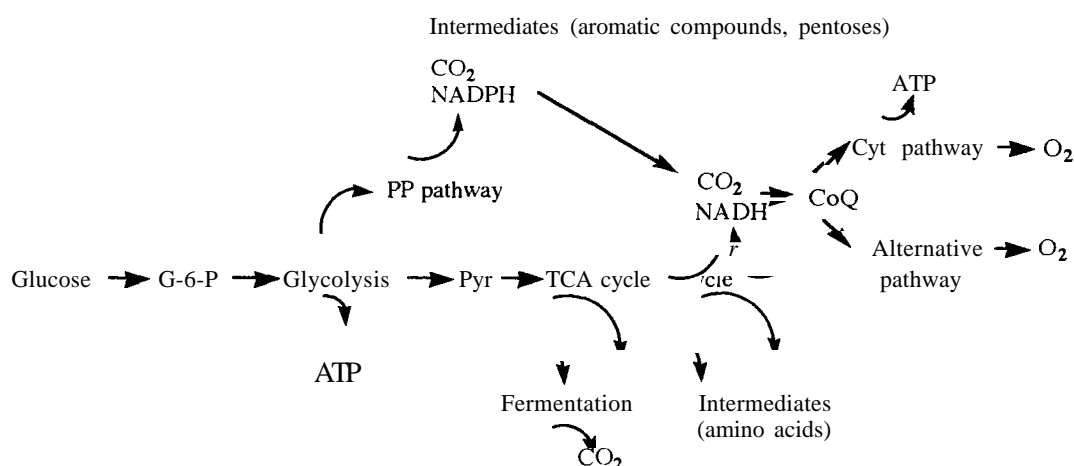 Intermediates (aromatic compounds, pentoses)
CO2
NADPH
ATP
Cyt pathway
O2
PP pathway
CO2
NADH
CoQ
Alternative
pathway
O2
Glucose
G-6-P
Glycolysis
Pyr
TCA cycle
r
ATP
Fermentation
Intermediates
(amino acids)
CO2